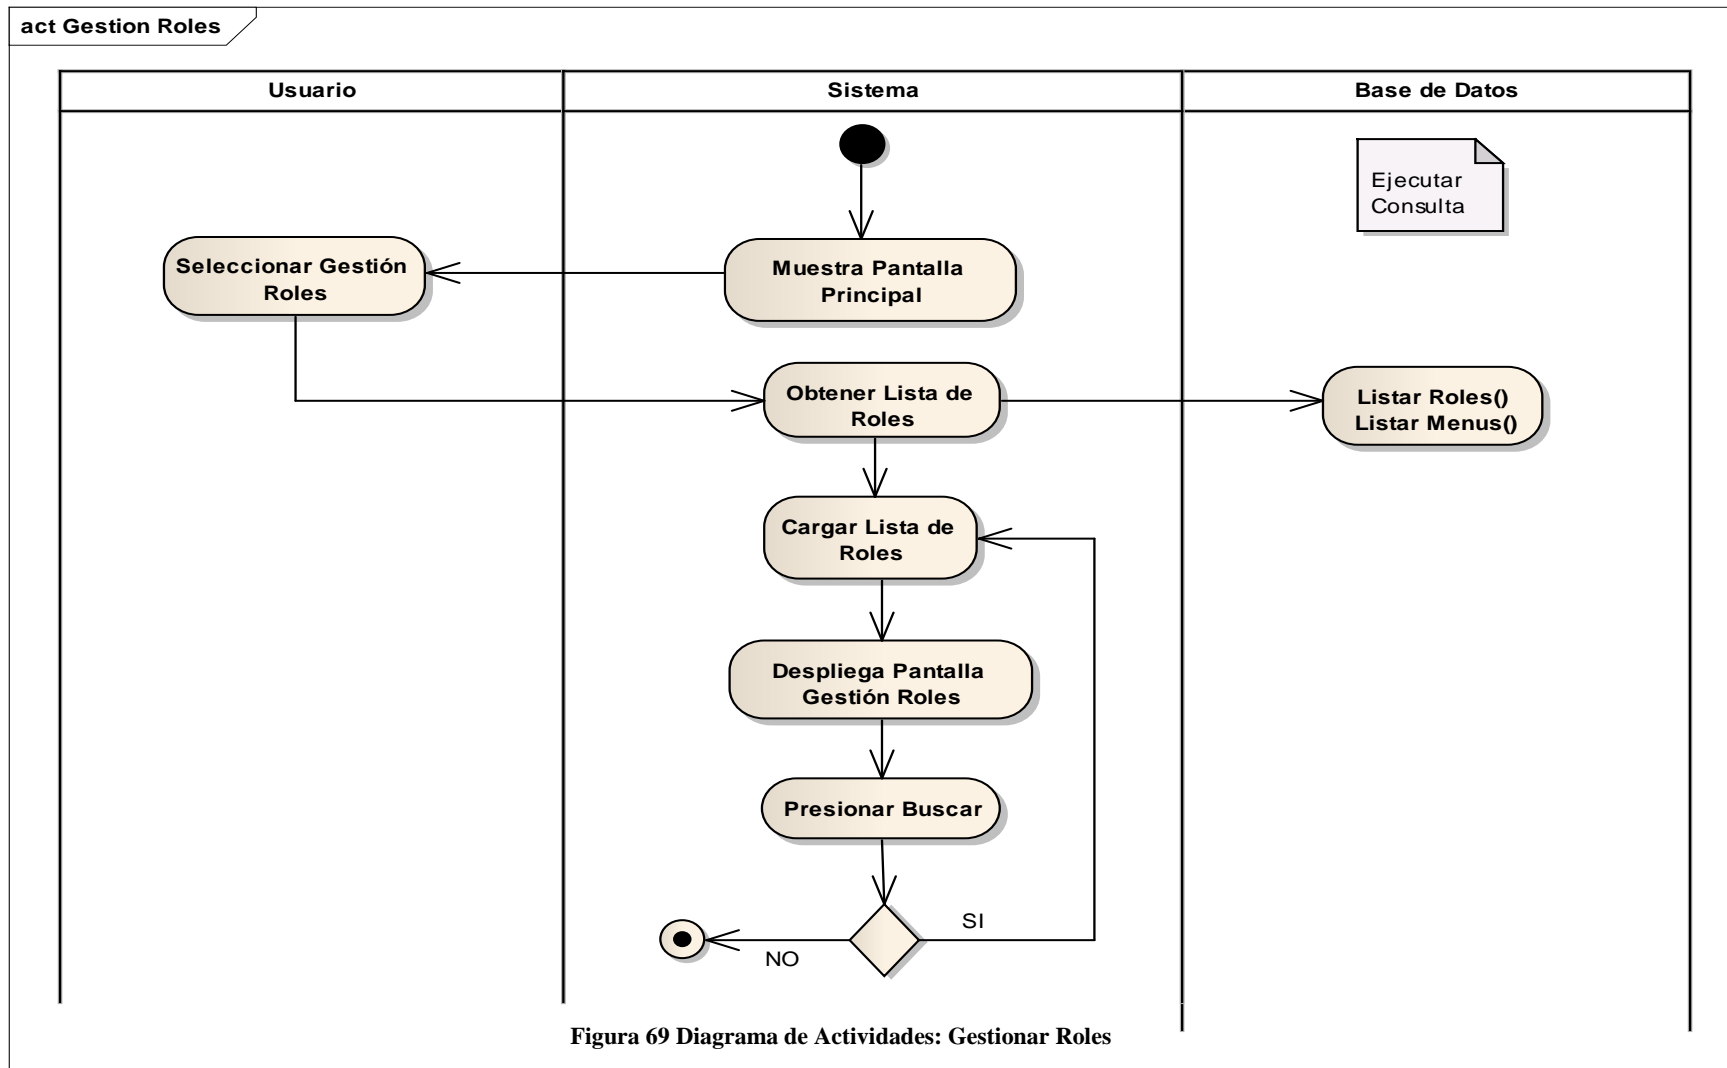 act Gestion Roles
Usuario
Sistema
Base de Datos
Ejecutar
Consulta
Seleccionar Gestión
Roles
Muestra Pantalla
Principal
Obtener Lista de
Roles
Listar Roles()
Listar Menus()
Cargar Lista de
Roles
Despliega Pantalla
Gestión Roles
Presionar Buscar
SI
NO
Figura 69 Diagrama de Actividades: Gestionar Roles